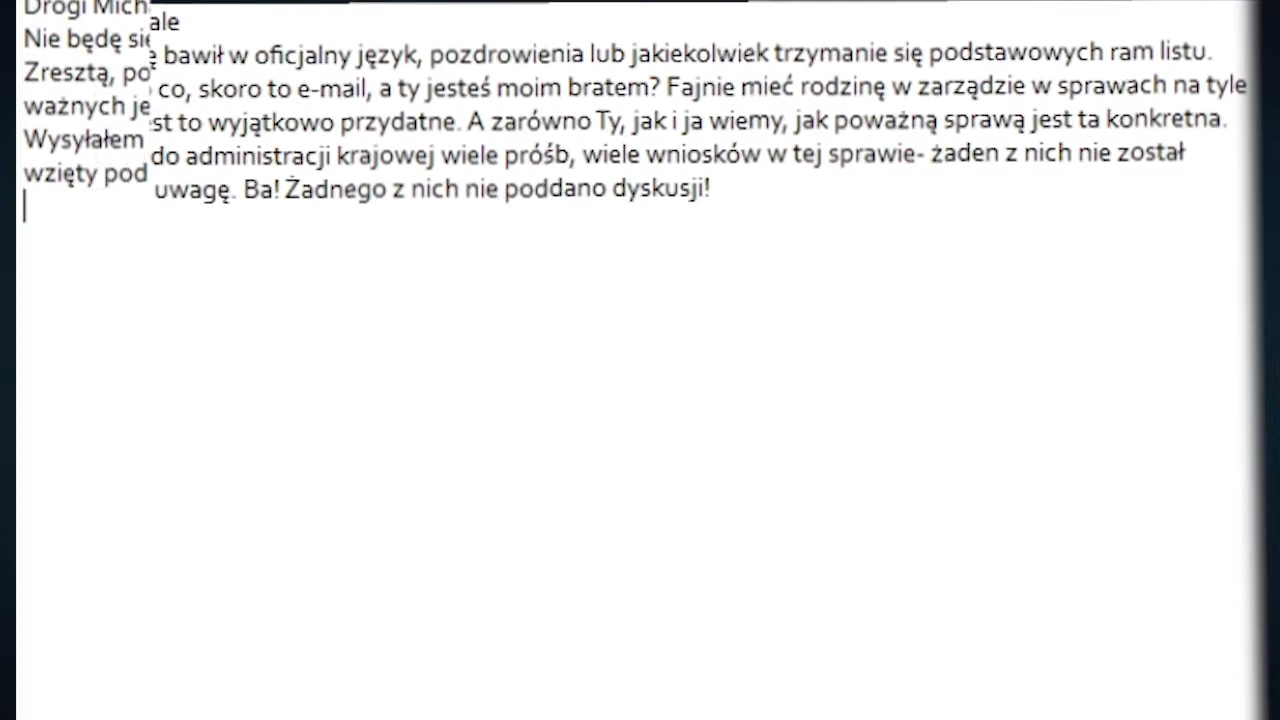 Drogi Michale
Nie będę się bawił w oficjalny język, pozdrowienia lub jakiekolwiek trzymanie się podstawowych ram listu.
Zresztą, po co, skoro to e-mail, a ty jesteś moim bratem? Fajnie mieć rodzinę w zarządzie w sprawach na tyle
ważnych jest to wyjątkowo przydatne. A zarówno Ty, jak i ja wiemy, jak poważną sprawą jest ta konkretna.
Wysyłałem do administracji krajowej wiele próśb, wiele wniosków w tej sprawie- żaden z nich nie został
wzięty pod uwagę. Ba! Żadnego z nich nie poddano dyskusji!